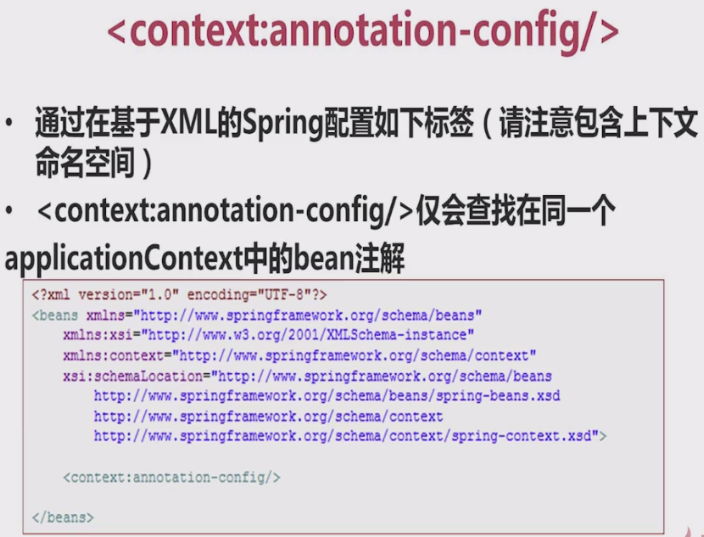 <context:annotation-config/>
• 通过在基于XML的Spring配置如下标签（请注意包含上下文
命名空间）
• <context:annotation-config/>仅会查找在同一个
applicationContext中的bean注解
<?xml version="1.0" encoding="UTF-8"?>
<beans xmlns="http://www.springframework.org/schema/beans"
xmlns:xsi="http://www.w3.org/2001/XMLSchema-instance"
xmlns:context="http://www.springframework.org/schema/context"
xsi:schemaLocation="http://www.springframework.org/schema/beans
http://www.springframework.org/schema/beans/spring-beans.xsd
http://www.springframework.org/schema/context
http://www.springframework.org/schema/context/spring-context.xsd">
<context:annotation-config/>
</beans>